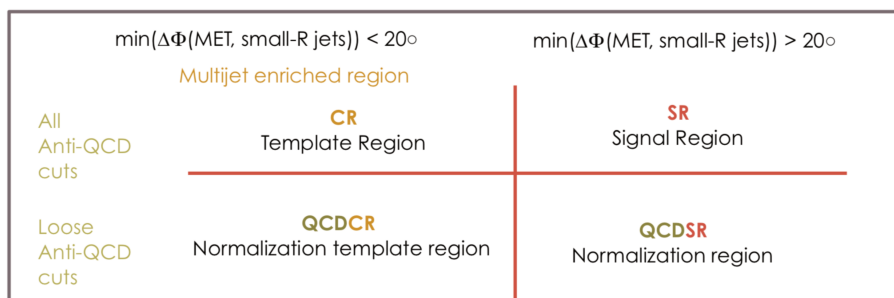 min(ΔΦ(MET, small-R jets)) < 20○
min(ΔΦ(MET, small-R jets)) > 20○
Multijet enriched region
All
Anti-QCD
cuts
CR
Template Region
SR
Signal Region
Loose
Anti-QCD
cuts
QCDCR
Normalization template region
QCDSR
Normalization region